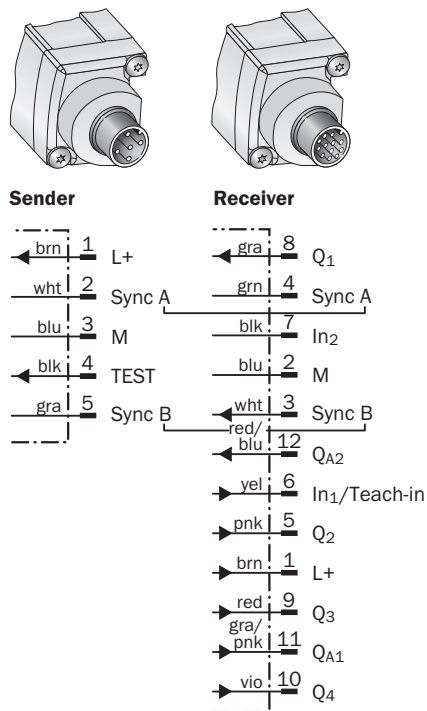 Sender
Receiver
brn 1 L+
wht 2 Sync A
blu 3 M
blk 4 TEST
gra 5 Sync B
gra 8 Q1
grn 4 Sync A
blk 7 In2
blu 2 M
wht 3 Sync B
red/
blu 12 QA2
yel 6 In1/Teach-in
pnk 5 Q2
brn 1 L+
red 9 Q3
gra/
pnk 11 QA1
vio 10 Q4